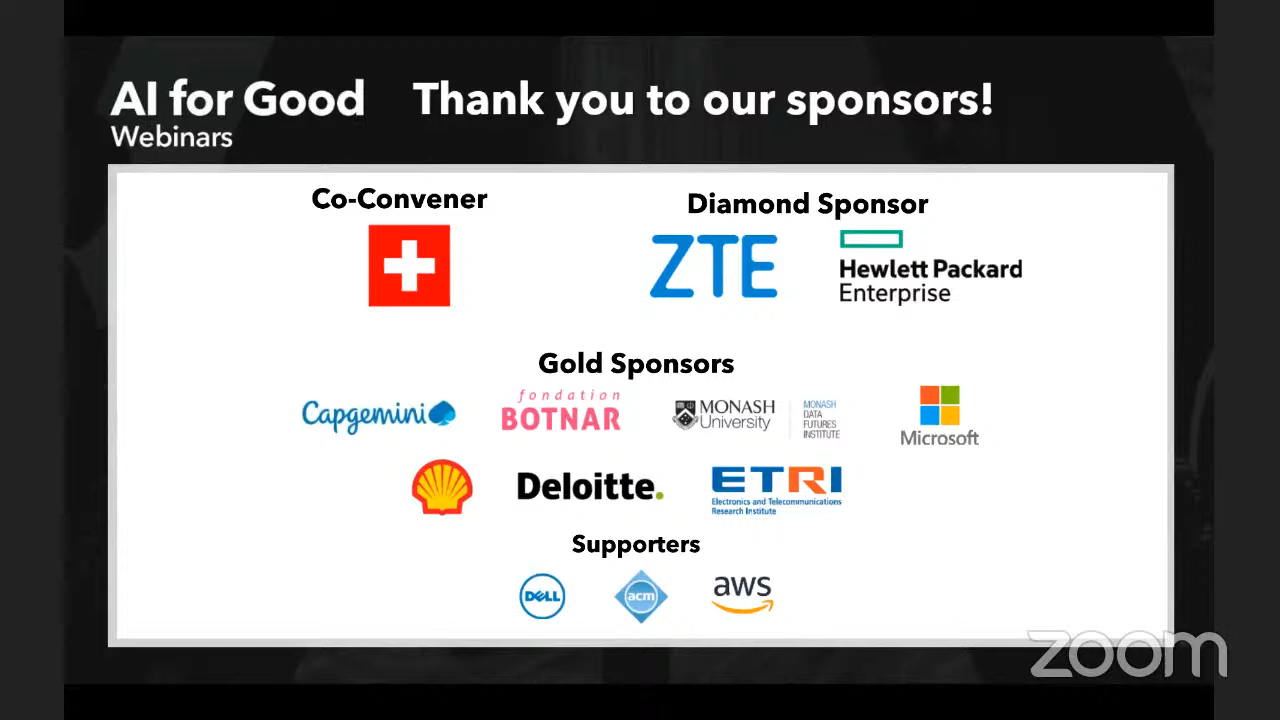 AI for Good
Webinars
Thank you to our sponsors!
Co-Convener
Diamond Sponsor
ZTE
Hewlett Packard
Enterprise
Gold Sponsors
Capgemini
fondation
BOTNAR
MONASH
University
MONASH
DATA
FUTURES
INSTITUTE
Microsoft
Deloitte.
ETRI
Electronics and Telecommunications
Research Institute
Supporters
DELL
acm
aws
zoom